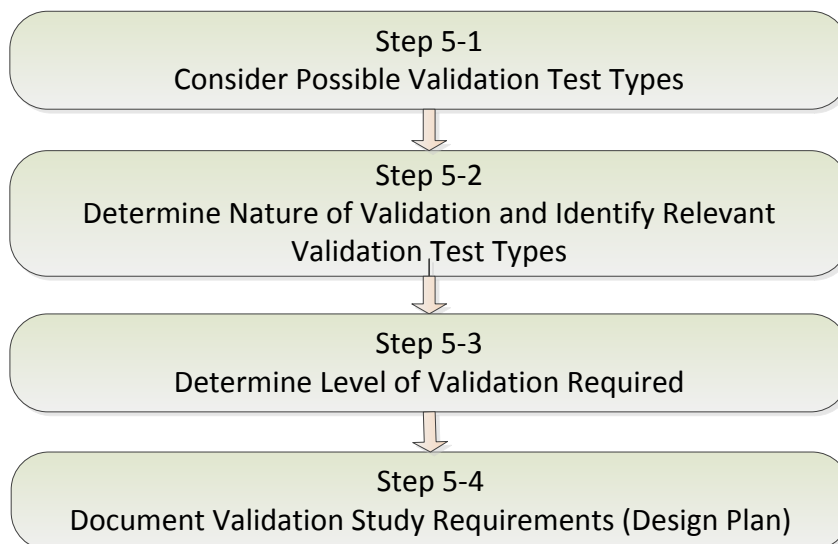 Step 5-1
Consider Possible Validation Test Types
Step 5-2
Determine Nature of Validation and Identify Relevant
Validation Test Types
Step 5-3
Determine Level of Validation Required
Step 5-4
Document Validation Study Requirements (Design Plan)